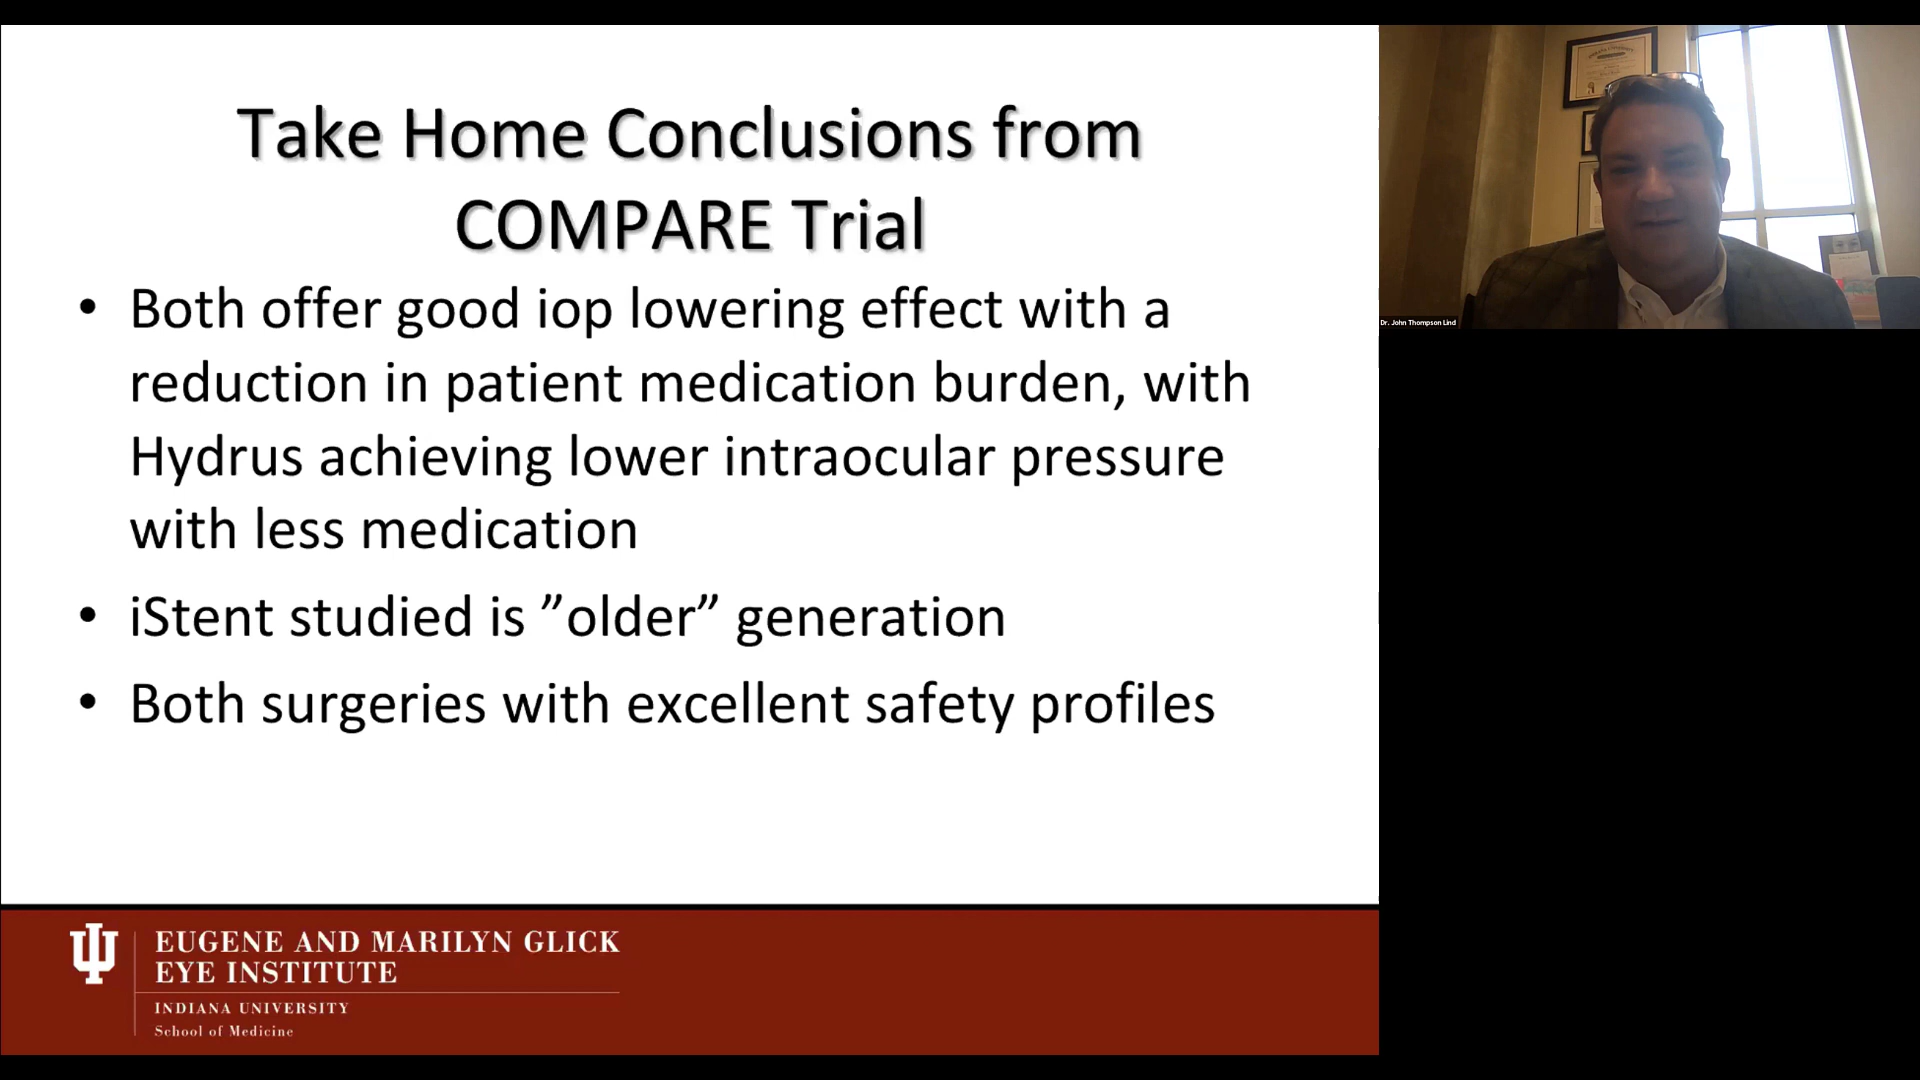 Take Home Conclusions from
COMPARE Trial
• Both offer good iop lowering effect with a
reduction in patient medication burden, with
Hydrus achieving lower intraocular pressure
with less medication
• iStent studied is ”older” generation
• Both surgeries with excellent safety profiles
EUGENE AND MARILYN GLICK
EYE INSTITUTE
INDIANA UNIVERSITY
School of Medicine
Dr. John Thompson Lind